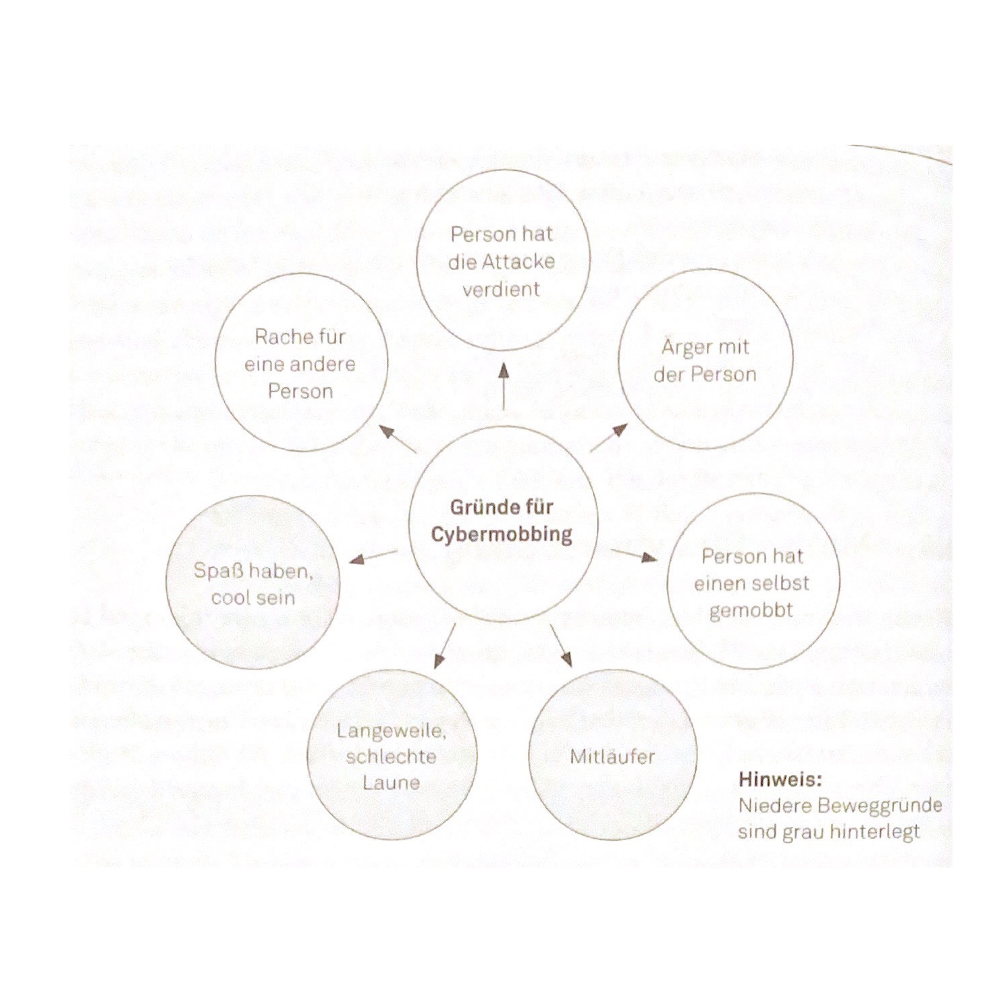 Person hat
die Attacke
verdient
Rache für
eine andere
Person
Ärger mit
der Person
Gründe für
Cybermobbing
Spaß haben,
cool sein
Person hat
einen selbst
gemobbt
Langeweile,
schlechte
Laune
Mitläufer
Hinweis:
Niedere Beweggründe
sind grau hinterlegt